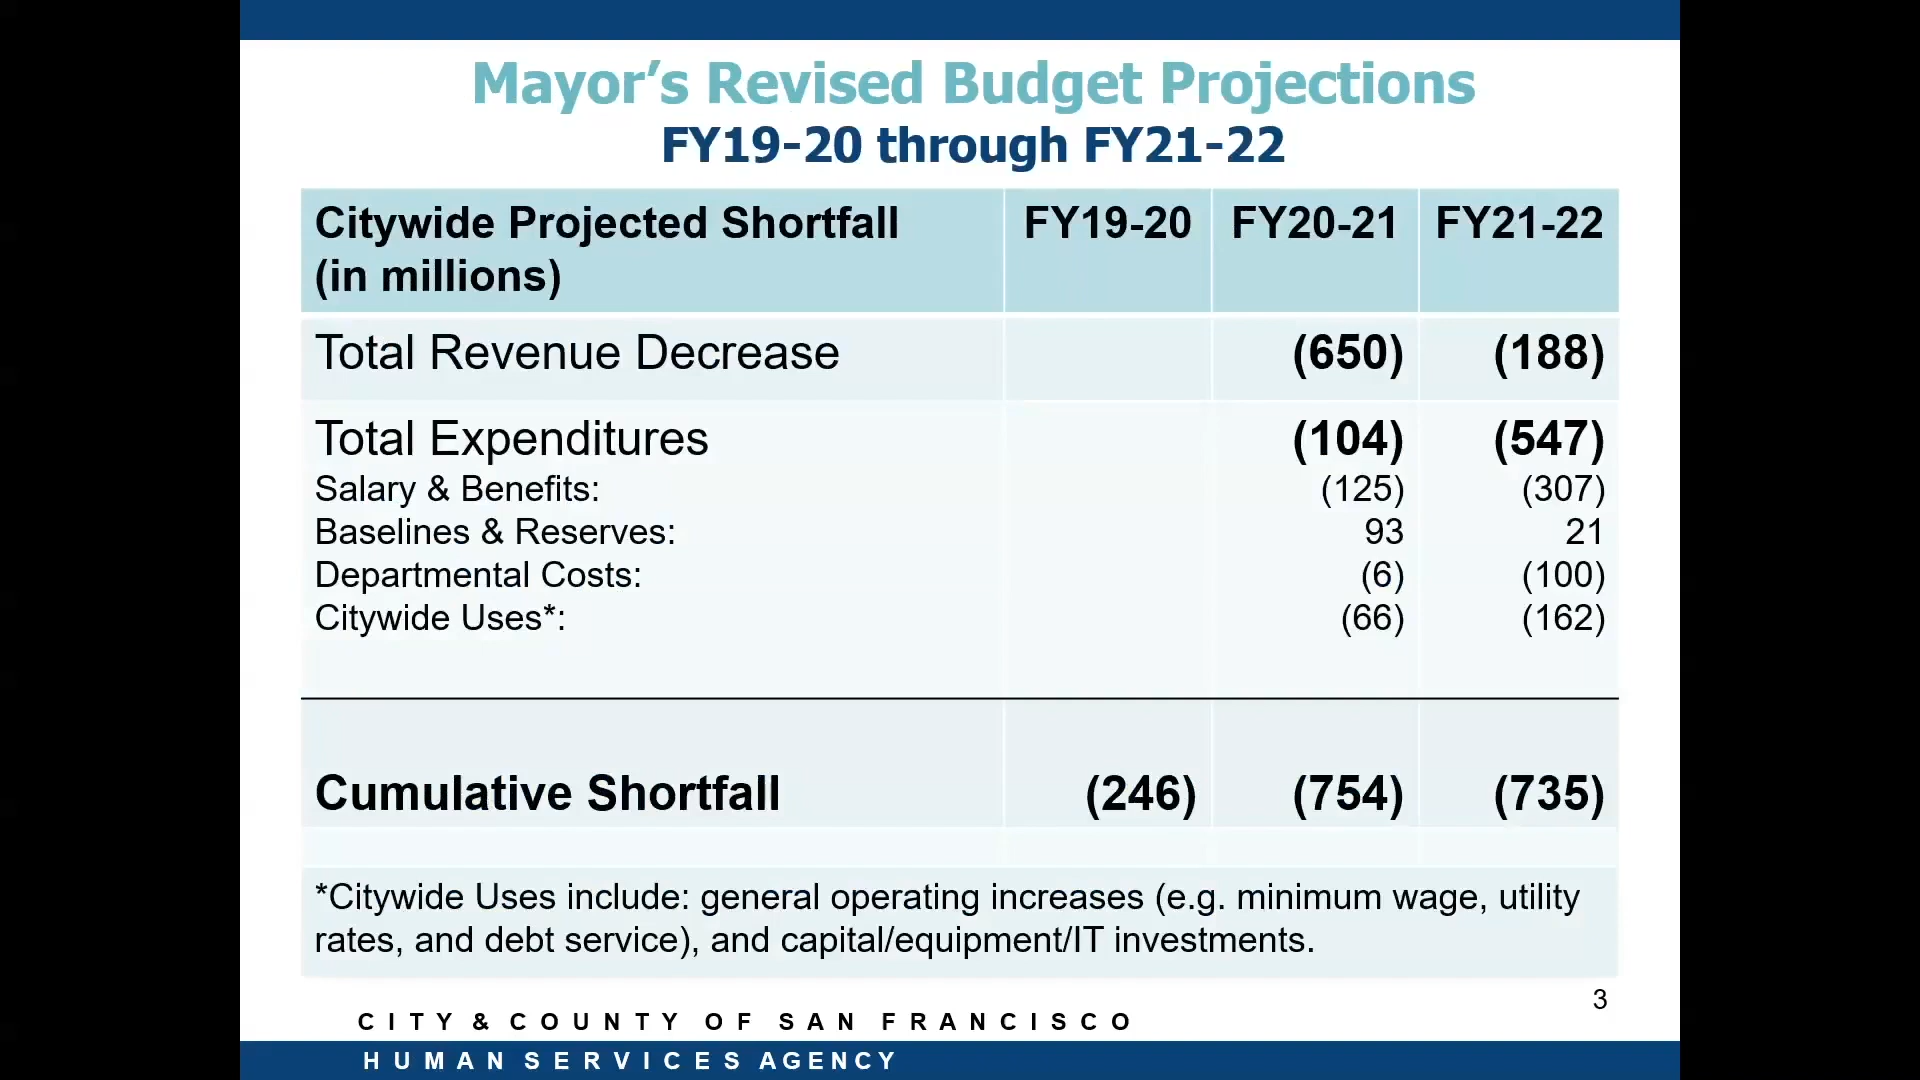 Mayor’s Revised Budget Projections
FY19-20 through FY21-22
Citywide Projected Shortfall FY19-20 FY20-21 FY21-22
(in millions)
Total Revenue Decrease (650) (188)
Total Expenditures (104) (547)
Salary & Benefits: (125) (307)
Baselines & Reserves: 93 21
Departmental Costs: (6) (100)
Citywide Uses*: (66) (162)
Cumulative Shortfall (246) (754) (735)
*Citywide Uses include: general operating increases (e.g. minimum wage, utility
rates, and debt service), and capital/equipment/IT investments.
3
CITY & COUNTY OF SAN FRANCISCO
HUMAN SERVICES AGENCY